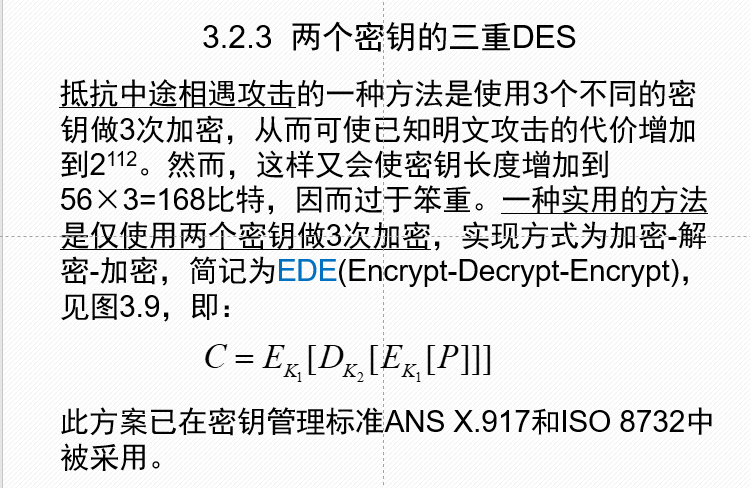 3.2.3 两个密钥的三重DES
抵抗中途相遇攻击的一种方法是使用3个不同的密
钥做3次加密，从而可使已知明文攻击的代价增加
到2¹¹²。然而，这样又会使密钥长度增加到
56×3=168比特，因而过于笨重。一种实用的方法
是仅使用两个密钥做3次加密，实现方式为加密-解
密-加密，简记为EDE(Encrypt-Decrypt-Encrypt)，
见图3.9，即：
C = E_{K₁}[D_{K₂}[E_{K₁}[P]]]
此方案已在密钥管理标准ANS X.917和ISO 8732中
被采用。